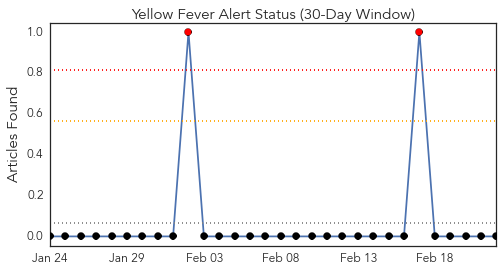 Yellow Fever Alert Status (30-Day Window)
Articles Found
1.0
0.8
0.6
0.4
0.2
0.0
Jan 24 Jan 29 Feb 03 Feb 08 Feb 13 Feb 18